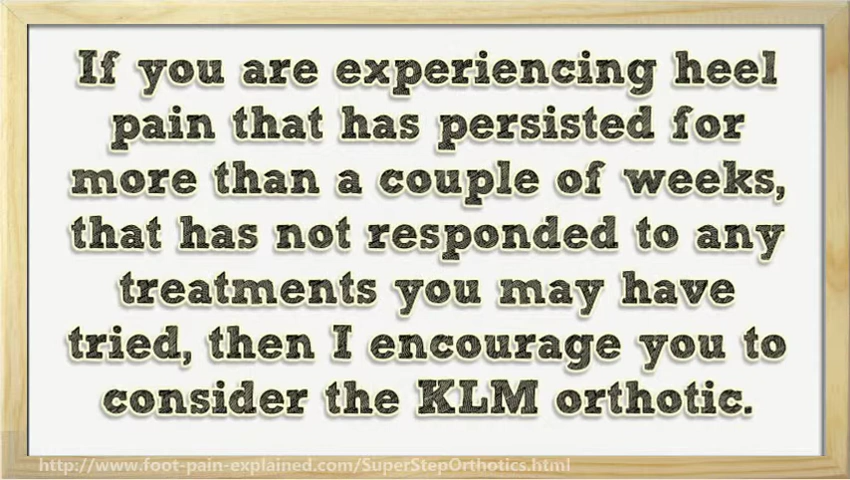 If you are experiencing heel
pain that has persisted for
more than a couple of weeks,
that has not responded to any
treatments you may have
tried, then I encourage you to
consider the KLM orthotic.
http://www.foot-pain-explained.com/SuperStepOrthotics.html